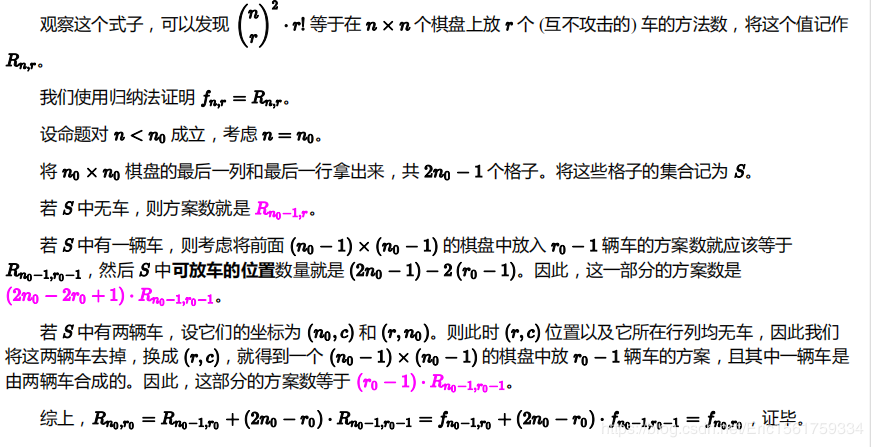 观察这个式子，可以发现 $\binom{n}{r}^2 \cdot r!$ 等于在 $n \times n$ 个棋盘上放 $r$ 个 (互不攻击的) 车的方法数，将这个值记作
$R_{n,r}$。
我们使用归纳法证明 $f_{n,r} = R_{n,r}$。
设命题对 $n < n_0$ 成立，考虑 $n = n_0$。
将 $n_0 \times n_0$ 棋盘的最后一列和最后一行拿出来，共 $2n_0 - 1$ 个格子。将这些格子的集合记为 $S$。
若 $S$ 中无车，则方案数就是 $R_{n_0-1,r}$。
若 $S$ 中有一辆车，则考虑将前面 $(n_0 - 1) \times (n_0 - 1)$ 的棋盘中放入 $r_0 - 1$ 辆车的方案数就应该等于
$R_{n_0-1,r_0-1}$，然后 $S$ 中可放车的位置数量就是 $(2n_0 - 1) - 2\,(r_0 - 1)$。因此，这一部分的方案数是
$(2n_0 - 2r_0 + 1) \cdot R_{n_0-1,r_0-1}$。
若 $S$ 中有两辆车，设它们的坐标为 $(n_0, c)$ 和 $(r, n_0)$。则此时 $(r, c)$ 位置以及它所在行列均无车，因此我们
将这两辆车去掉，换成 $(r, c)$，就得到一个 $(n_0 - 1) \times (n_0 - 1)$ 的棋盘中放 $r_0 - 1$ 辆车的方案，且其中一辆车是
由两辆车合成的。因此，这部分的方案数等于 $(r_0 - 1) \cdot R_{n_0-1,r_0-1}$。
综上，$R_{n_0,r_0} = R_{n_0-1,r_0} + (2n_0 - r_0) \cdot R_{n_0-1,r_0-1} = f_{n_0-1,r_0} + (2n_0 - r_0) \cdot f_{n_0-1,r_0-1} = f_{n_0,r_0}$，证毕。